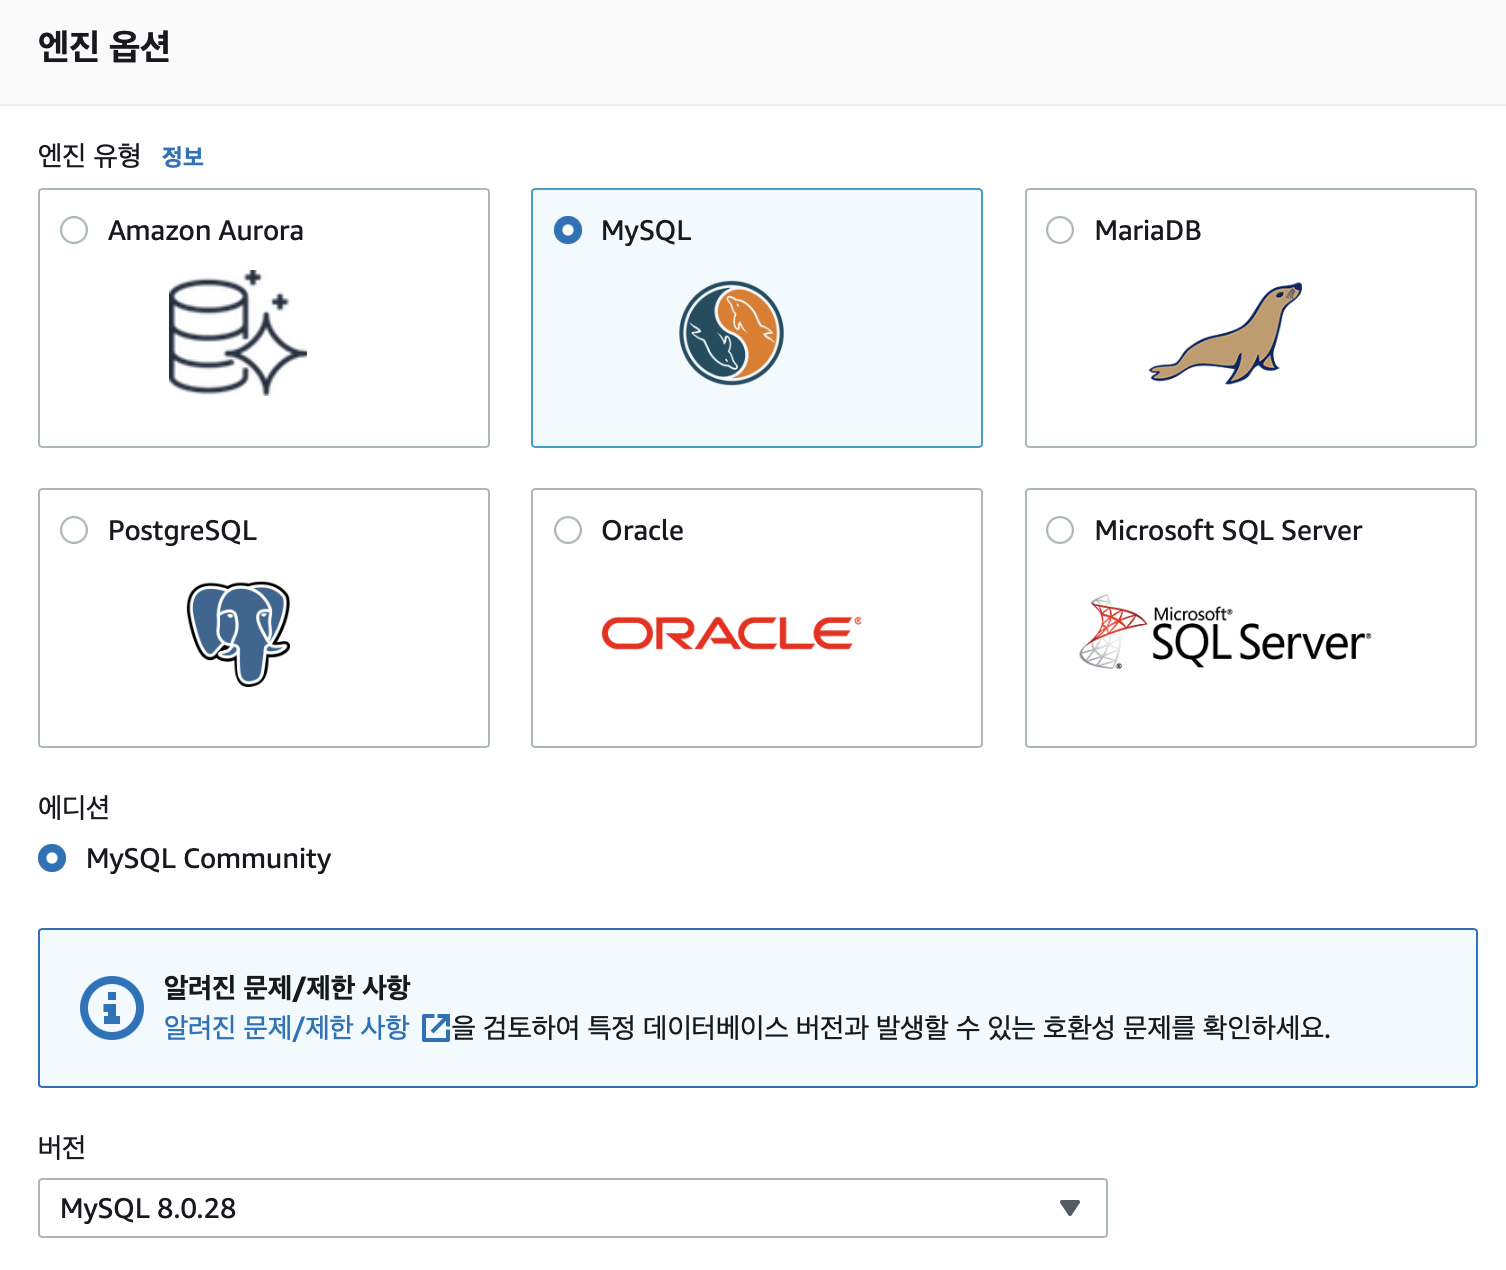 엔진 옵션
엔진 유형 정보
Amazon Aurora
MySQL
MariaDB
PostgreSQL
Oracle
ORACLE®
Microsoft SQL Server
Microsoft®
SQL Server®
에디션
MySQL Community
알려진 문제/제한 사항
알려진 문제/제한 사항 을 검토하여 특정 데이터베이스 버전과 발생할 수 있는 호환성 문제를 확인하세요.
버전
MySQL 8.0.28